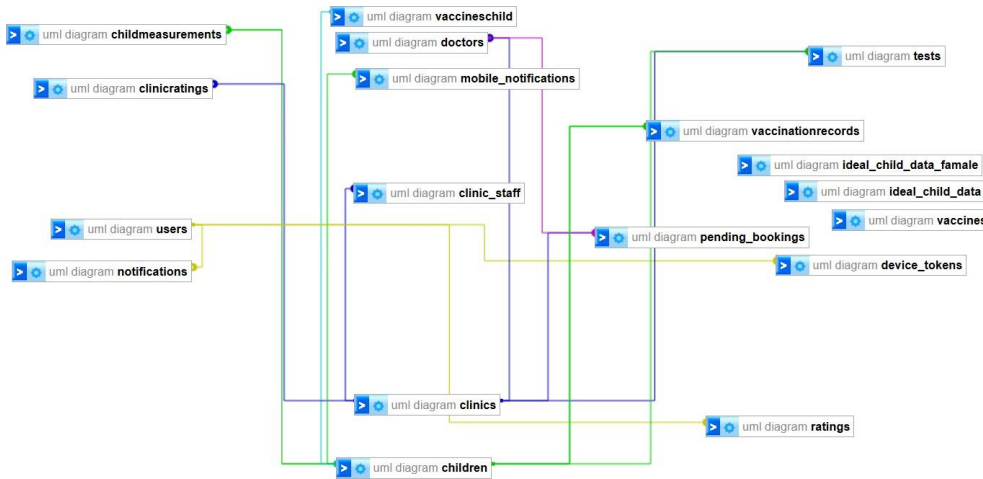 uml diagram vaccineschild
uml diagram childmeasurements
uml diagram doctors
uml diagram tests
uml diagram mobile_notifications
uml diagram clinicratings
uml diagram vaccinationrecords
uml diagram ideal_child_data_famale
uml diagram clinic_staff
uml diagram ideal_child_data
uml diagram vaccines
uml diagram users
uml diagram pending_bookings
uml diagram device_tokens
uml diagram notifications
uml diagram clinics
uml diagram ratings
uml diagram children